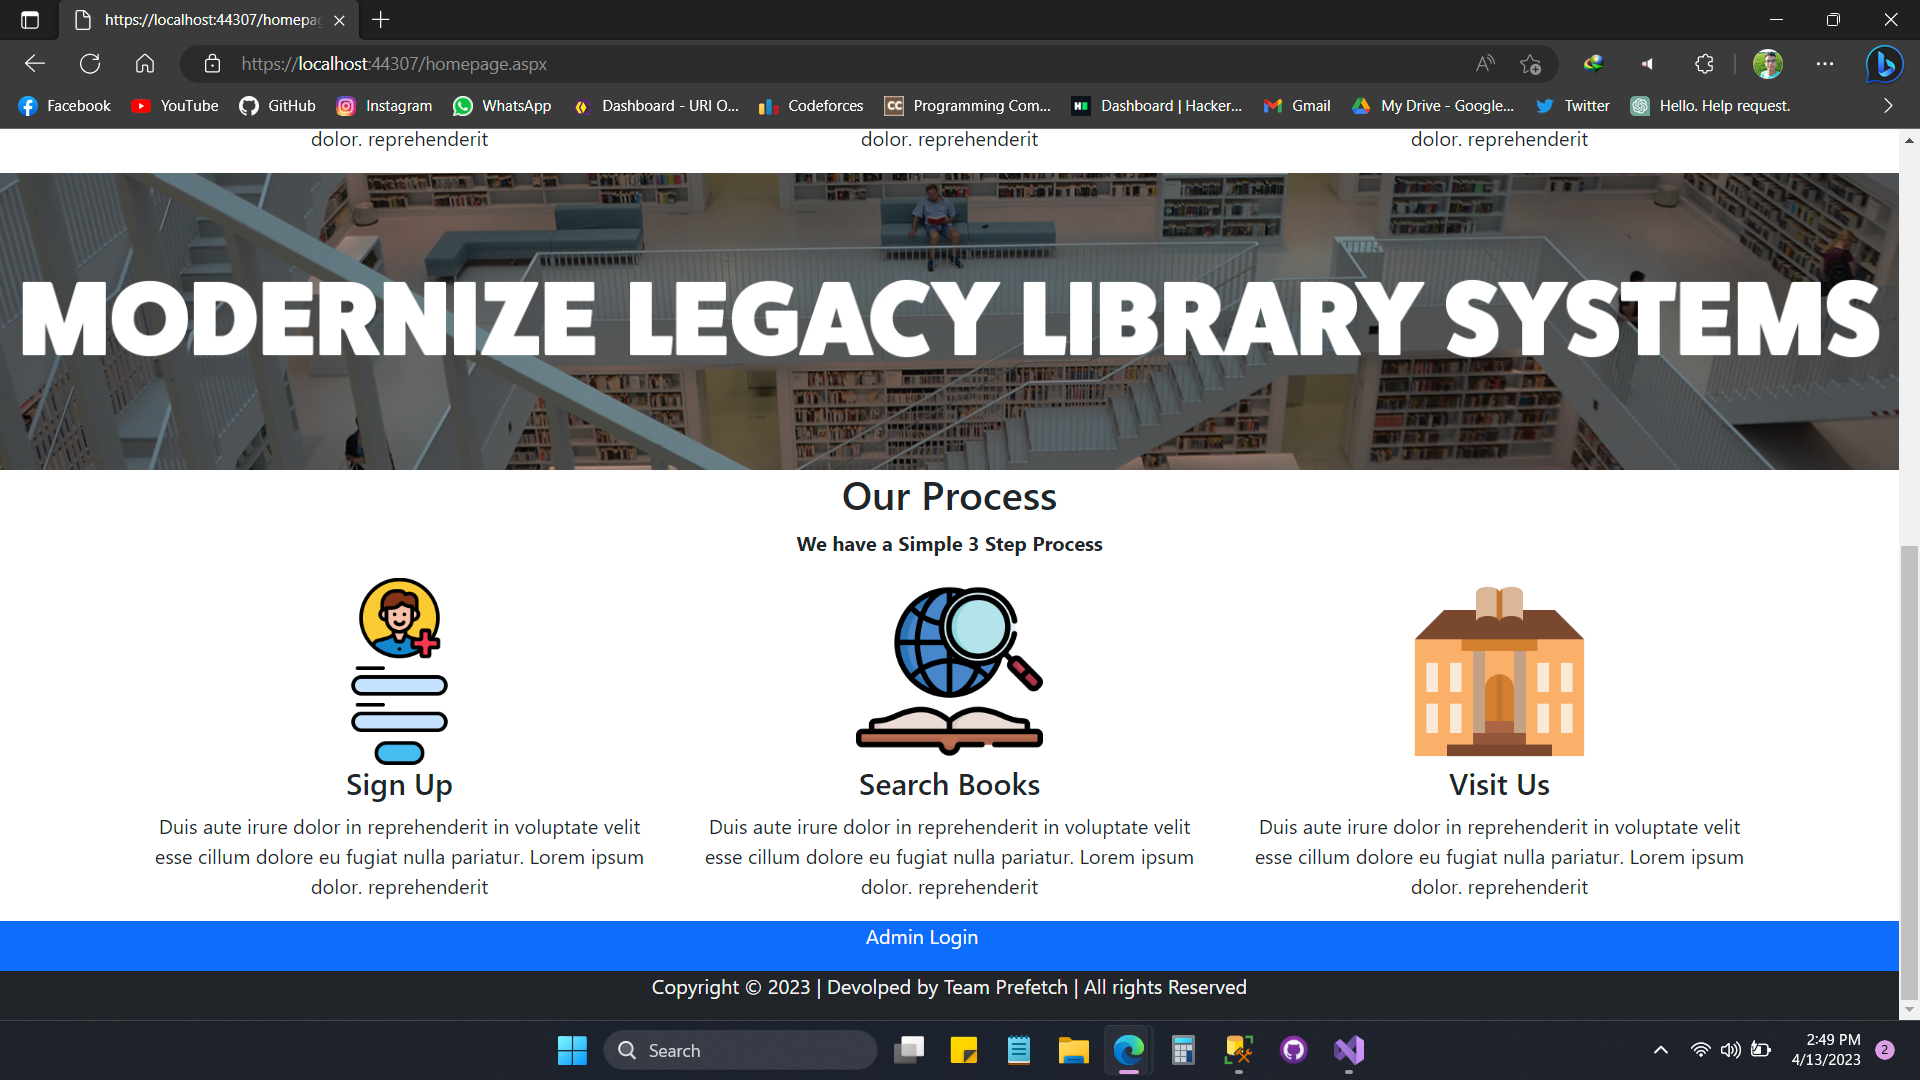 https://localhost:44307/homepa
https://localhost:44307/homepage.aspx
Facebook
YouTube
GitHub
Instagram
WhatsApp
Dashboard - URI O...
Codeforces
CC
Programming Com...
H
Dashboard | Hacker...
Gmail
My Drive - Google...
Twitter
Hello. Help request.
dolor. reprehenderit
dolor. reprehenderit
dolor. reprehenderit
MODERNIZE LEGACY LIBRARY SYSTEMS
Our Process
We have a Simple 3 Step Process
Sign Up
Duis aute irure dolor in reprehenderit in voluptate velit
esse cillum dolore eu fugiat nulla pariatur. Lorem ipsum
dolor. reprehenderit
Search Books
Duis aute irure dolor in reprehenderit in voluptate velit
esse cillum dolore eu fugiat nulla pariatur. Lorem ipsum
dolor. reprehenderit
Visit Us
Duis aute irure dolor in reprehenderit in voluptate velit
esse cillum dolore eu fugiat nulla pariatur. Lorem ipsum
dolor. reprehenderit
Admin Login
Copyright © 2023 | Devolped by Team Prefetch | All rights Reserved
Search
2:49 PM
4/13/2023
2